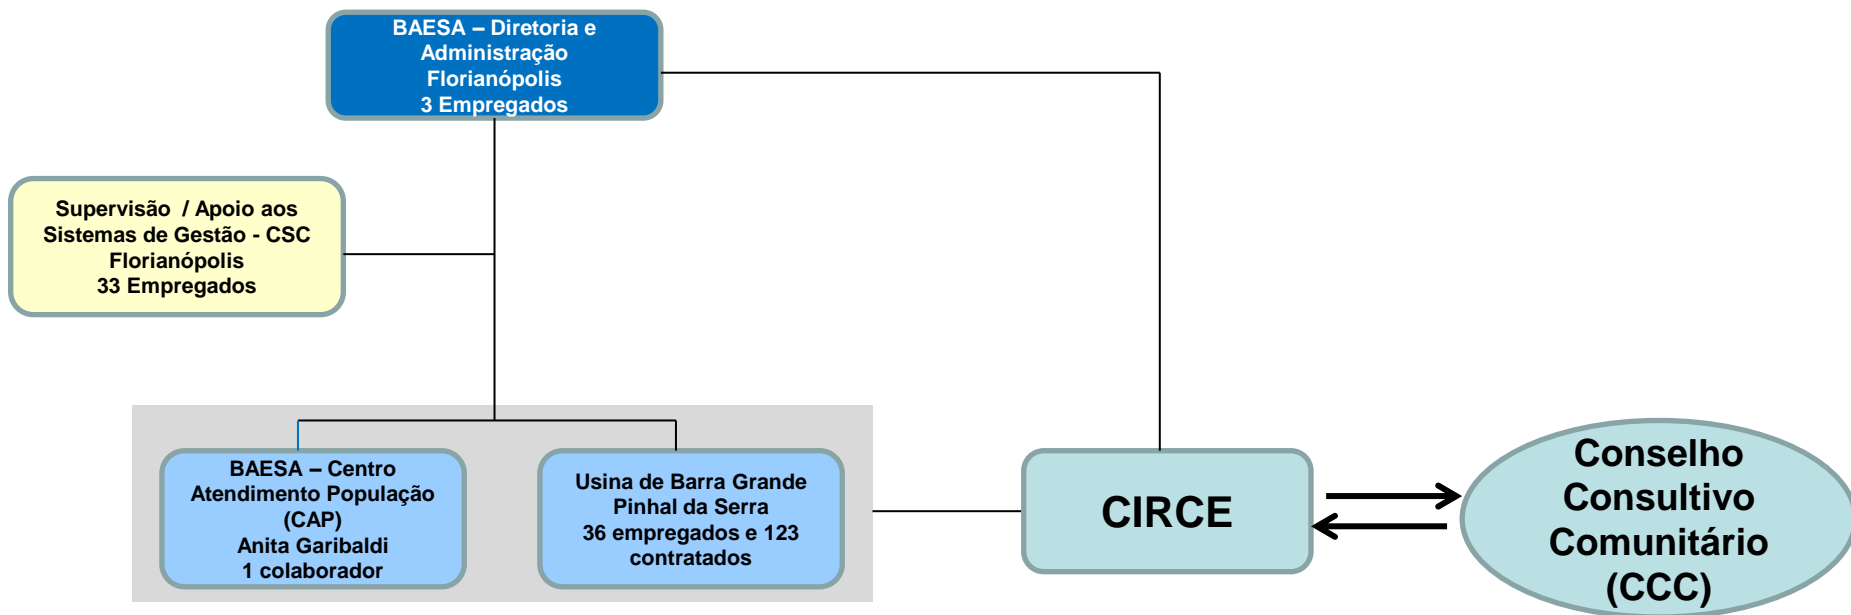 BAESA – Diretoria e
Administração
Florianópolis
3 Empregados
Supervisão / Apoio aos
Sistemas de Gestão - CSC
Florianópolis
33 Empregados
BAESA – Centro
Atendimento População
(CAP)
Anita Garibaldi
1 colaborador
Usina de Barra Grande
Pinhal da Serra
36 empregados e 123
contratados
CIRCE
Conselho
Consultivo
Comunitário
(CCC)